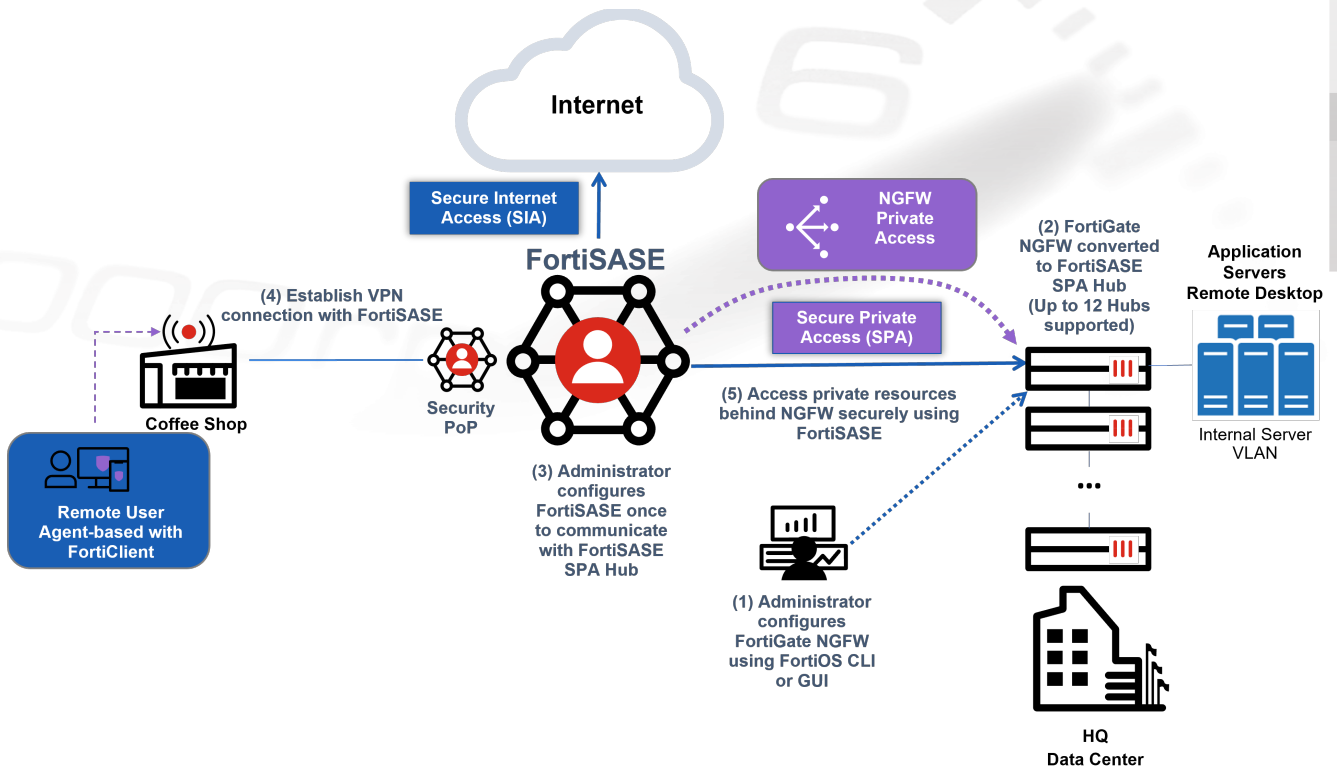 Internet
Secure Internet
Access (SIA)
FortiSASE
NGFW
Private
Access
(2) FortiGate
NGFW converted
to FortiSASE
SPA Hub
(Up to 12 Hubs
supported)
Application
Servers
Remote Desktop
(4) Establish VPN
connection with FortiSASE
Secure Private
Access (SPA)
Coffee Shop
Security
PoP
(5) Access private resources
behind NGFW securely using
FortiSASE
Internal Server
VLAN
(3) Administrator
configures
FortiSASE once
to communicate
with FortiSASE
SPA Hub
...
Remote User
Agent-based with
FortiClient
(1) Administrator
configures
FortiGate NGFW
using FortiOS CLI
or GUI
HQ
Data Center